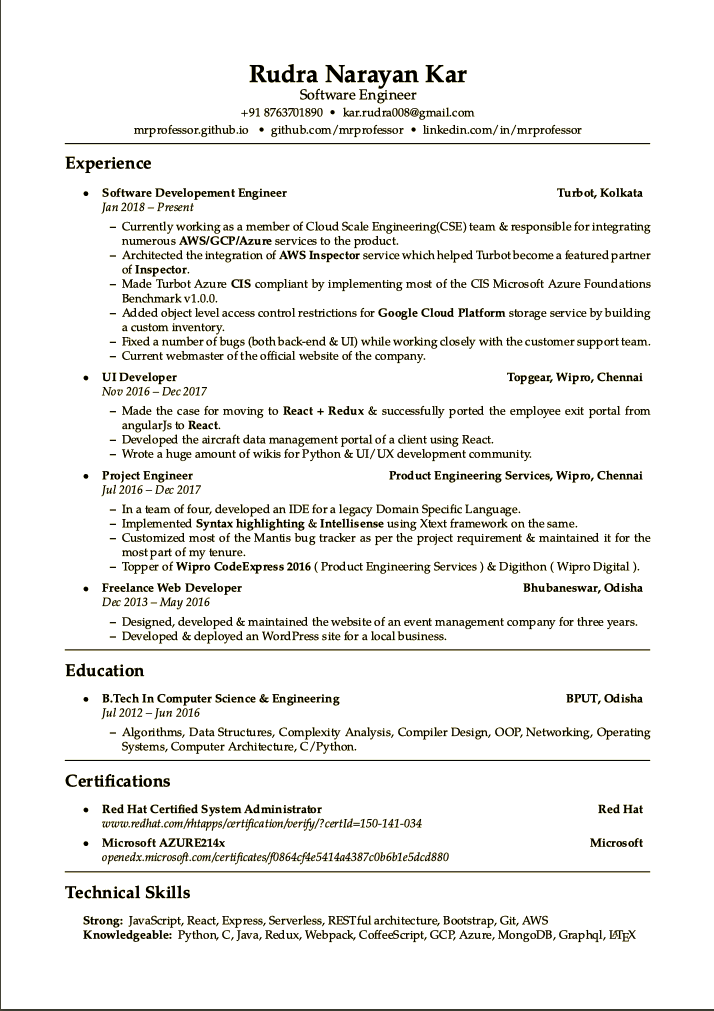 Rudra Narayan Kar
Software Engineer
+91 8763701890 • kar.rudra008@gmail.com
mrprofessor.github.io • github.com/mrprofessor • linkedin.com/in/mrprofessor
Experience
• Software Developement Engineer Turbot, Kolkata
Jan 2018 – Present
– Currently working as a member of Cloud Scale Engineering(CSE) team & responsible for integrating
numerous AWS/GCP/Azure services to the product.
– Architected the integration of AWS Inspector service which helped Turbot become a featured partner
of Inspector.
– Made Turbot Azure CIS compliant by implementing most of the CIS Microsoft Azure Foundations
Benchmark v1.0.0.
– Added object level access control restrictions for Google Cloud Platform storage service by building
a custom inventory.
– Fixed a number of bugs (both back-end & UI) while working closely with the customer support team.
– Current webmaster of the official website of the company.
• UI Developer Topgear, Wipro, Chennai
Nov 2016 – Dec 2017
– Made the case for moving to React + Redux & successfully ported the employee exit portal from
angularJs to React.
– Developed the aircraft data management portal of a client using React.
– Wrote a huge amount of wikis for Python & UI/UX development community.
• Project Engineer Product Engineering Services, Wipro, Chennai
Jul 2016 – Dec 2017
– In a team of four, developed an IDE for a legacy Domain Specific Language.
– Implemented Syntax highlighting & Intellisense using Xtext framework on the same.
– Customized most of the Mantis bug tracker as per the project requirement & maintained it for the
most part of my tenure.
– Topper of Wipro CodeExpress 2016 ( Product Engineering Services ) & Digithon ( Wipro Digital ).
• Freelance Web Developer Bhubaneswar, Odisha
Dec 2013 – May 2016
– Designed, developed & maintained the website of an event management company for three years.
– Developed & deployed an WordPress site for a local business.
Education
• B.Tech In Computer Science & Engineering BPUT, Odisha
Jul 2012 – Jun 2016
– Algorithms, Data Structures, Complexity Analysis, Compiler Design, OOP, Networking, Operating
Systems, Computer Architecture, C/Python.
Certifications
• Red Hat Certified System Administrator Red Hat
www.redhat.com/rhtapps/certification/verify/?certId=150-141-034
• Microsoft AZURE214x Microsoft
openedx.microsoft.com/certificates/f0864cf4e5414a4387c0b6b1e5dcd880
Technical Skills
Strong: JavaScript, React, Express, Serverless, RESTful architecture, Bootstrap, Git, AWS
Knowledgeable: Python, C, Java, Redux, Webpack, CoffeeScript, GCP, Azure, MongoDB, Graphql, LATEX